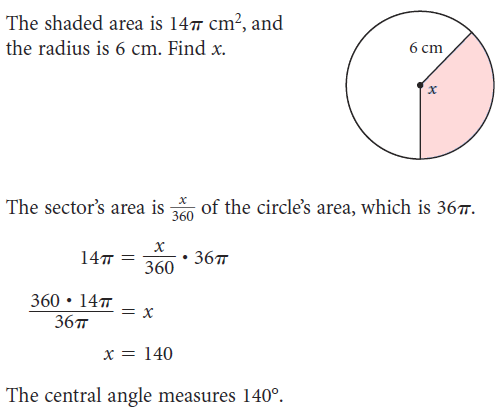 The shaded area is 14π cm², and
the radius is 6 cm. Find x.
6 cm
x
The sector's area is x/360 of the circle's area, which is 36π.
14π = x/360 • 36π
360 • 14π/36π = x
x = 140
The central angle measures 140°.